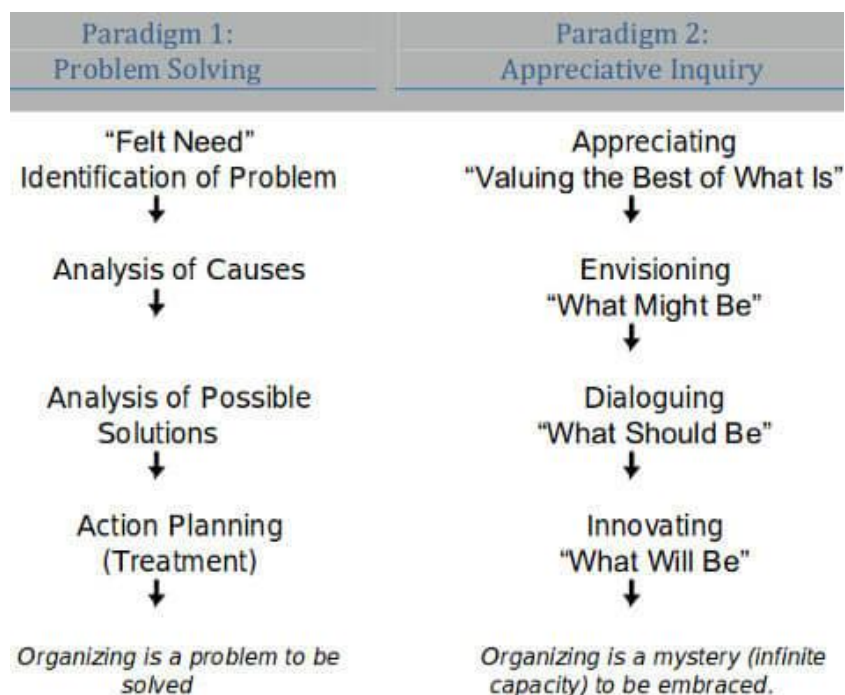 Paradigm 1:
Problem Solving
“Felt Need”
Identification of Problem
Analysis of Causes
Analysis of Possible
Solutions
Action Planning
(Treatment)
Organizing is a problem to be
solved
Paradigm 2:
Appreciative Inquiry
Appreciating
“Valuing the Best of What Is”
Envisioning
“What Might Be”
Dialoguing
“What Should Be”
Innovating
“What Will Be”
Organizing is a mystery (infinite
capacity) to be embraced.